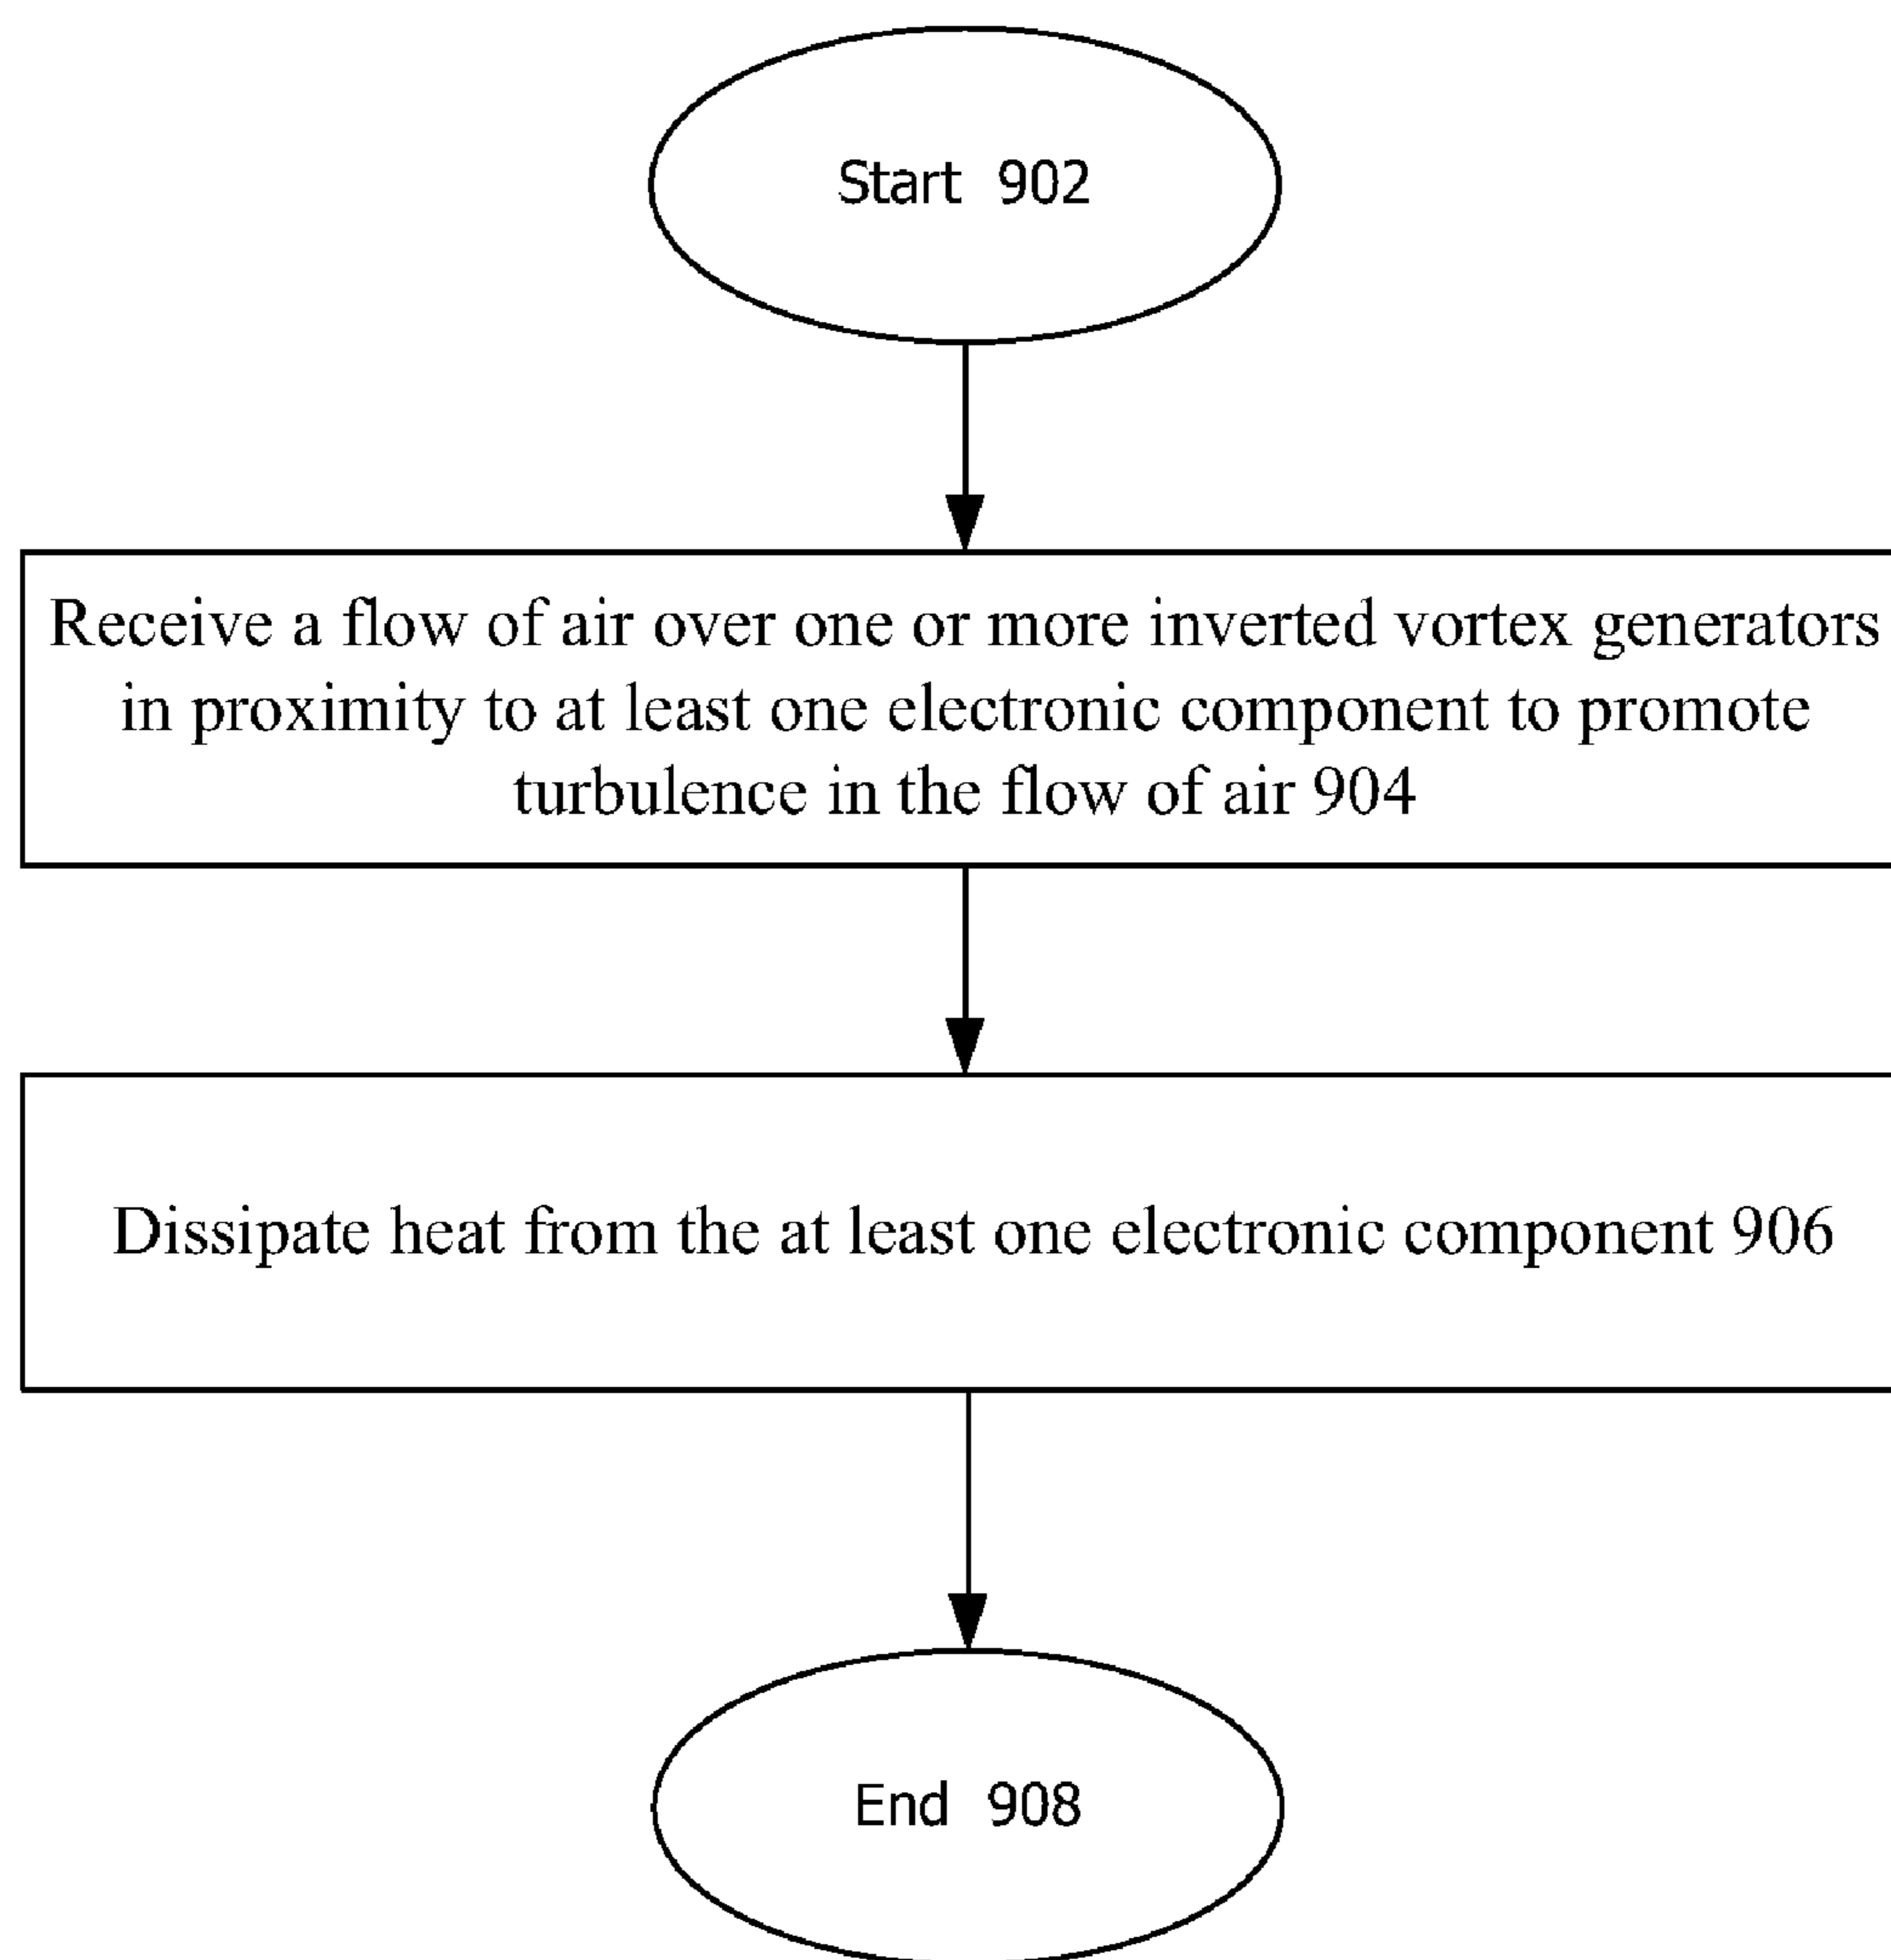 Start 902
Receive a flow of air over one or more inverted vortex generators
in proximity to at least one electronic component to promote
turbulence in the flow of air 904
Dissipate heat from the at least one electronic component 906
End 908